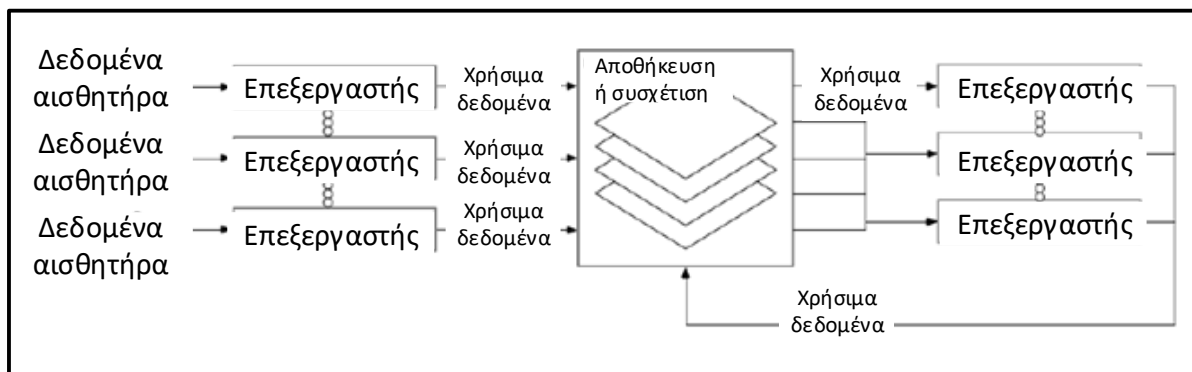 Δεδομένα
αισθητήρα
Επεξεργαστής
Χρήσιμα
δεδομένα
Αποθήκευση
ή συσχέτιση
Χρήσιμα
δεδομένα
Επεξεργαστής
Δεδομένα
αισθητήρα
Επεξεργαστής
Χρήσιμα
δεδομένα
Επεξεργαστής
Δεδομένα
αισθητήρα
Επεξεργαστής
Χρήσιμα
δεδομένα
Επεξεργαστής
Χρήσιμα
δεδομένα